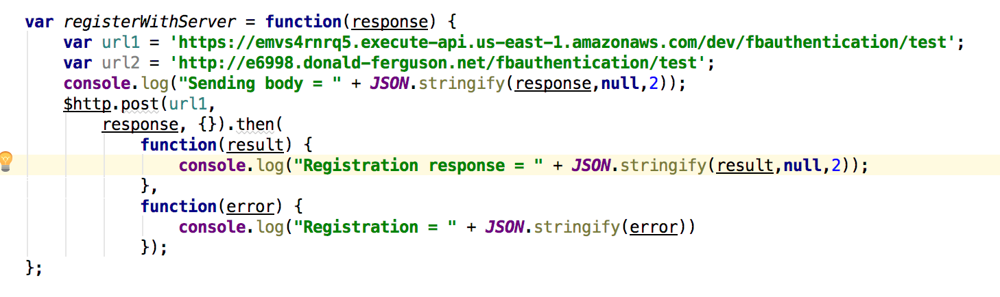 var registerWithServer = function(response) {
var url1 = 'https://emvs4rnrq5.execute-api.us-east-1.amazonaws.com/dev/fbauthentication/test';
var url2 = 'http://e6998.donald-ferguson.net/fbauthentication/test';
console.log("Sending body = " + JSON.stringify(response,null,2));
$http.post(url1,
response, {}).then(
function(result) {
console.log("Registration response = " + JSON.stringify(result,null,2));
},
function(error) {
console.log("Registration = " + JSON.stringify(error))
});
};